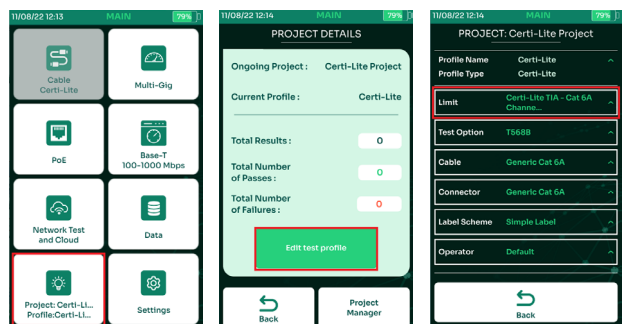 11/08/22 12:13 MAIN 79%
Cable
Certi-Lite
Multi-Gig
PoE
Base-T
100-1000 Mbps
Network Test
and Cloud
Data
Project: Certi-Li...
Profile:Certi-Li...
Settings
11/08/22 12:14 MAIN 79%
PROJECT DETAILS
Ongoing Project : Certi-Lite Project
Current Profile : Certi-Lite
Total Results : 0
Total Number
of Passes : 0
Total Number
of Failures : 0
Edit test profile
Back
Project
Manager
11/08/22 12:14 MAIN 79%
PROJECT: Certi-Lite Project
Profile Name Certi-Lite
Profile Type Certi-Lite
Limit Certi-Lite TIA - Cat 6A
Channe...
Test Option T568B
Cable Generic Cat 6A
Connector Generic Cat 6A
Label Scheme Simple Label
Operator Default
Back